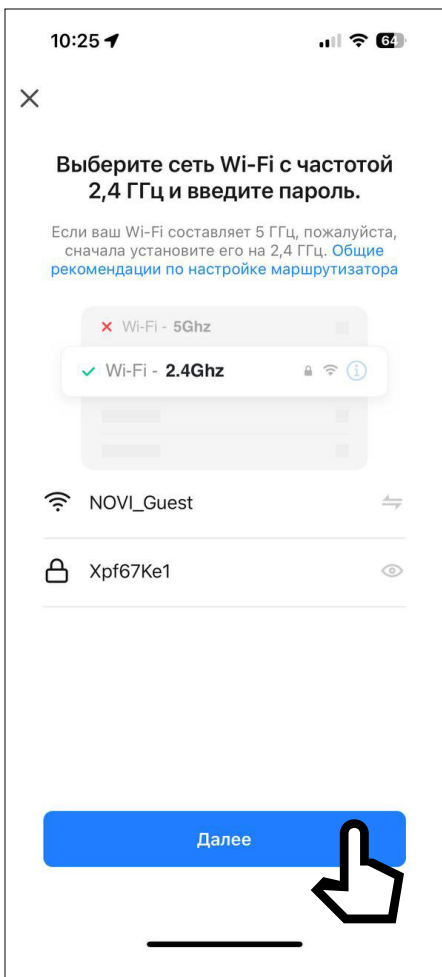 10:25
64
Выберите сеть Wi-Fi с частотой
2,4 ГГц и введите пароль.
Если ваш Wi-Fi составляет 5 ГГц, пожалуйста,
сначала установите его на 2,4 ГГц. Общие
рекомендации по настройке маршрутизатора
Wi-Fi - 5Ghz
Wi-Fi - 2.4Ghz
NOVI_Guest
Xpf67Ke1
Далее